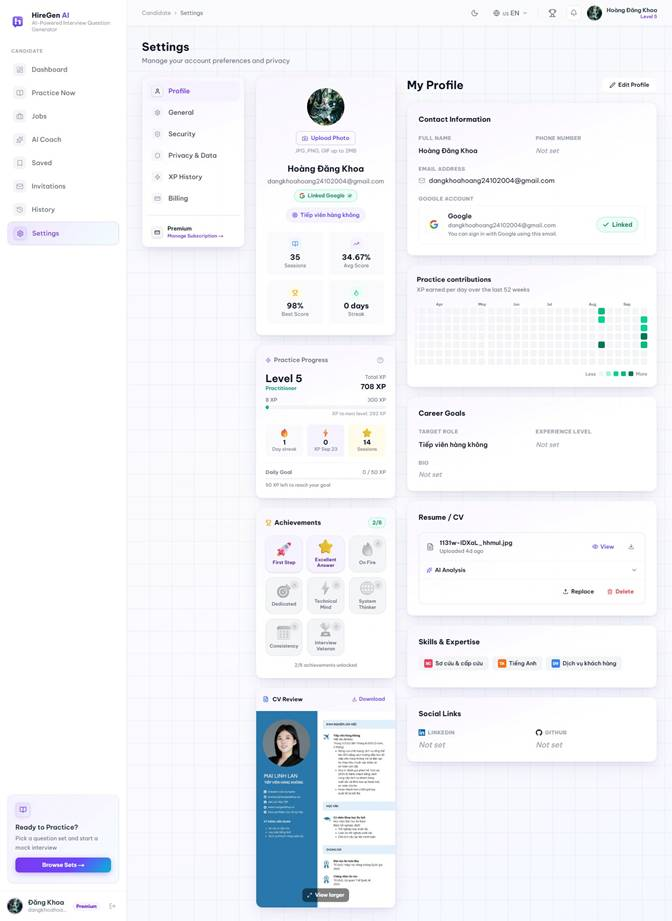 HireGen AI
AI-Powered Interview Question
Generator
CANDIDATE
Dashboard
Practice Now
Jobs
AI Coach
Saved
Invitations
History
Settings
Ready to Practice?
Pick a question set and start a
mock interview
Browse Sets →
Đăng Khoa
dangkhoahoang...
Premium
Candidate > Settings
US EN
Hoàng Đăng Khoa
Level 5
Settings
Manage your account preferences and privacy
Profile
General
Security
Privacy & Data
XP History
Billing
Premium
Manage Subscription →
Upload Photo
JPG, PNG, GIF up to 2MB
Hoàng Đăng Khoa
dangkhoahoang24102004@gmail.com
Linked Google
Tiếp viên hàng không
35
Sessions
34.67%
Avg Score
98%
Best Score
0 days
Streak
Practice Progress
Level 5
Total XP
Practitioner
708 XP
8 XP
300 XP
XP to next level: 292 XP
1
Day streak
0
XP Sep 23
14
Sessions
Daily Goal
0 / 50 XP
50 XP left to reach your goal
Achievements
2/8
First Step
Excellent
Answer
On Fire
Dedicated
Technical
Mind
System
Thinker
Consistency
Interview
Veteran
2/8 achievements unlocked
CV Review
Download
MAI LINH LAN
TIẾP VIÊN HÀNG KHÔNG
View larger
My Profile
Edit Profile
Contact Information
FULL NAME
PHONE NUMBER
Hoàng Đăng Khoa
Not set
EMAIL ADDRESS
dangkhoahoang24102004@gmail.com
GOOGLE ACCOUNT
Google
dangkhoahoang24102004@gmail.com
You can sign in with Google using this email.
Linked
Practice contributions
XP earned per day over the last 52 weeks
Apr
May
Jun
Jul
Aug
Sep
Less
More
Career Goals
TARGET ROLE
EXPERIENCE LEVEL
Tiếp viên hàng không
Not set
BIO
Not set
Resume / CV
1131w-IDXaL_hhmuI.jpg
Uploaded 4d ago
View
AI Analysis
Replace
Delete
Skills & Expertise
Sơ cứu & cấp cứu
Tiếng Anh
Dịch vụ khách hàng
Social Links
LINKEDIN
GITHUB
Not set
Not set